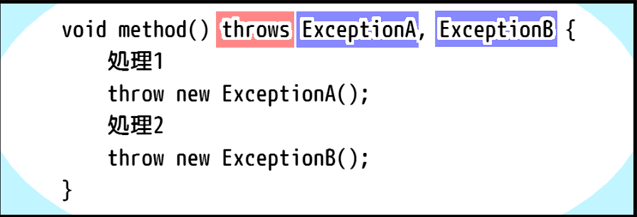 void method() throws ExceptionA, ExceptionB {
処理1
throw new ExceptionA();
処理2
throw new ExceptionB();
}